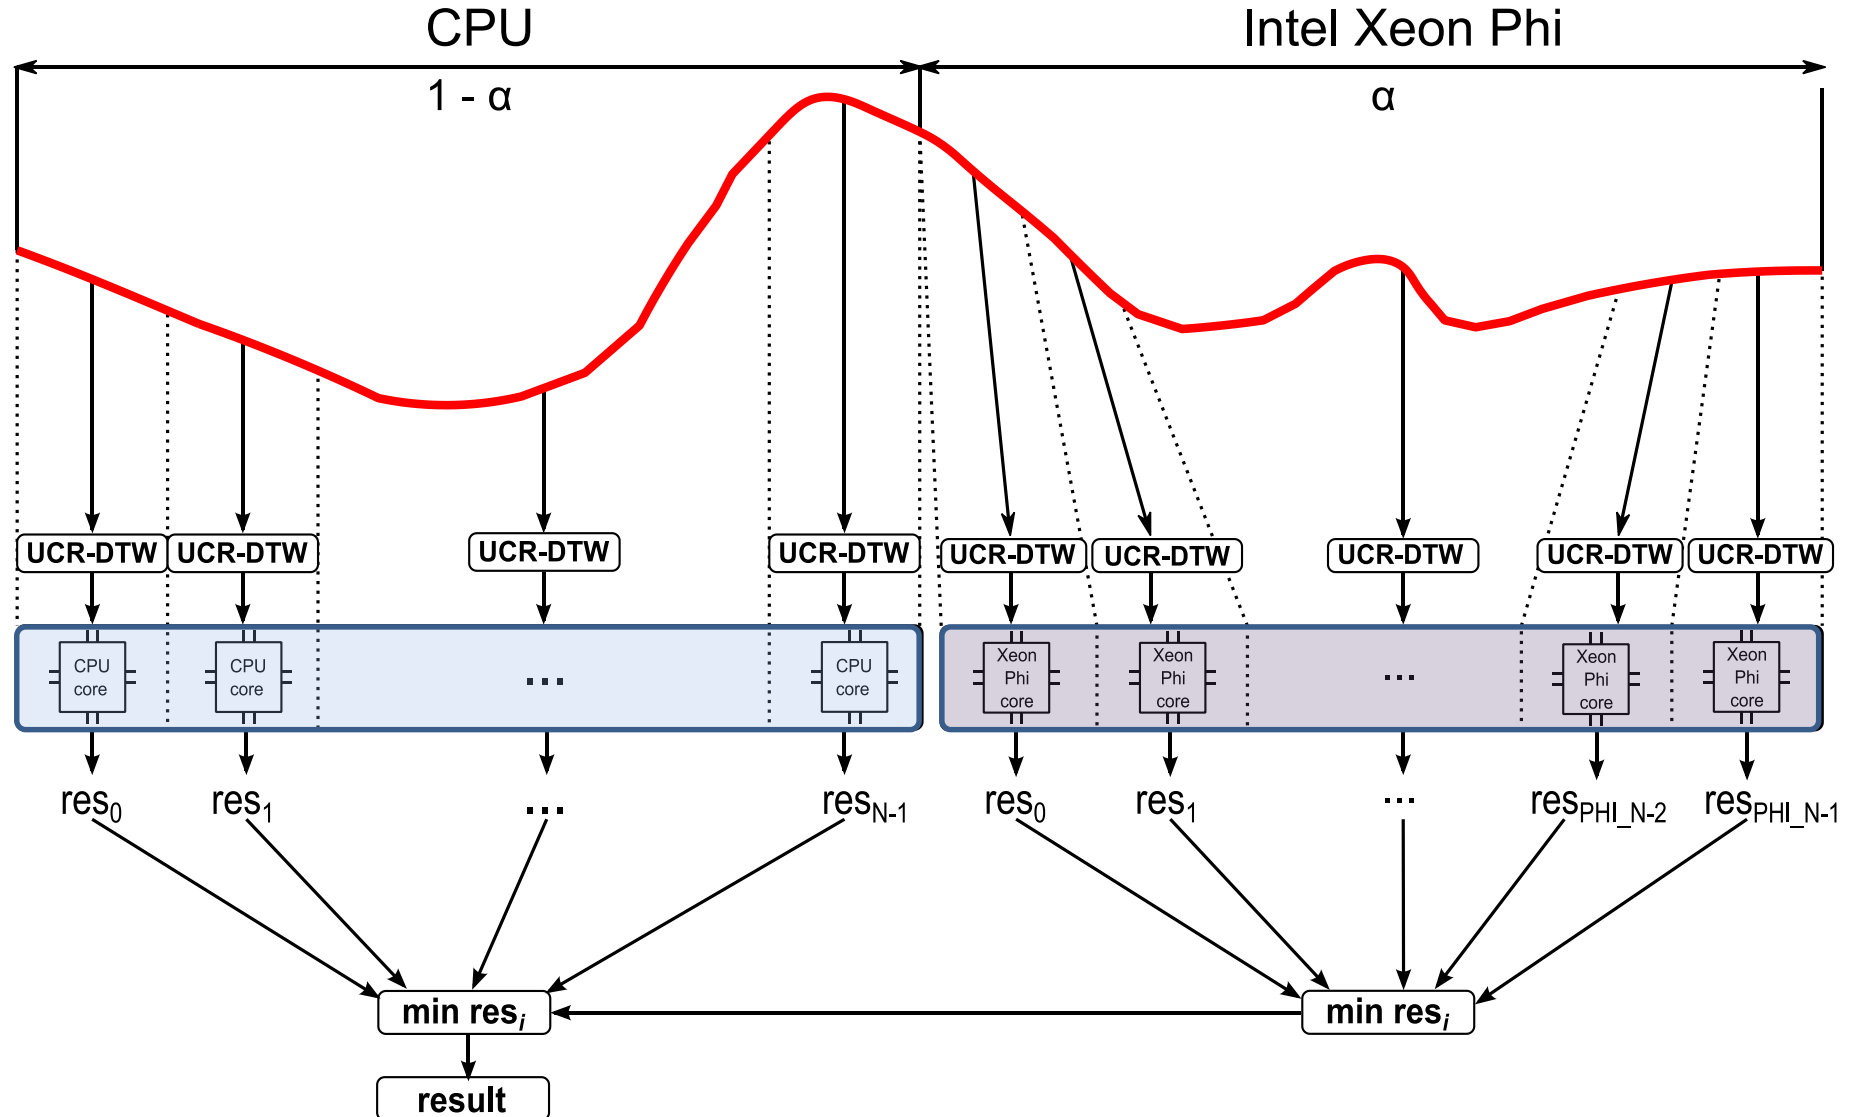 CPU
Intel Xeon Phi
1 - α
α
UCR-DTW
UCR-DTW
UCR-DTW
UCR-DTW
UCR-DTW
UCR-DTW
UCR-DTW
UCR-DTW
UCR-DTW
CPU
core
CPU
core
...
CPU
core
Xeon
Phi
core
Xeon
Phi
core
...
Xeon
Phi
core
Xeon
Phi
core
res0
res1
...
resN-1
res0
res1
...
resPHI_N-2
resPHI_N-1
min resi
min resi
result